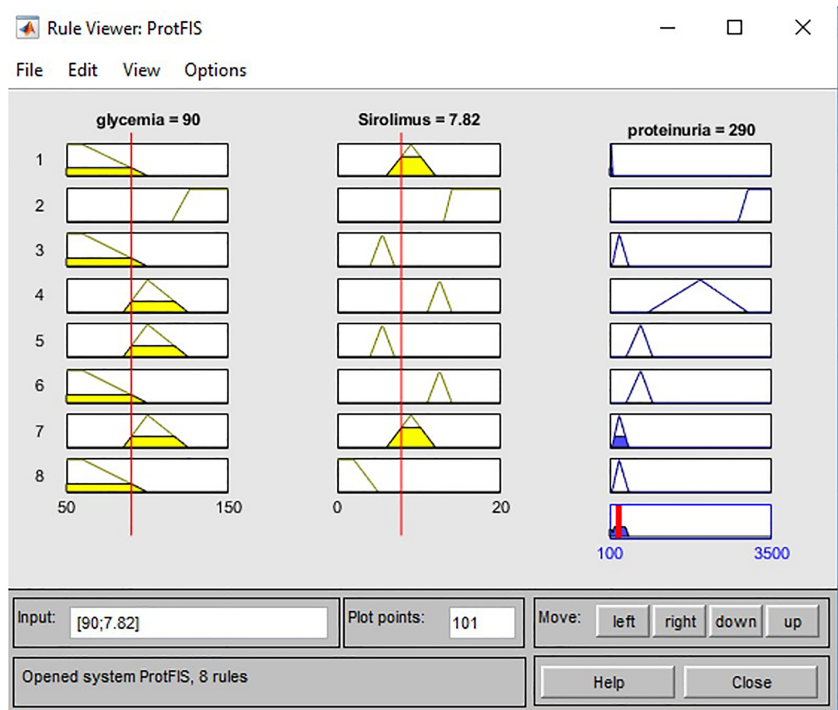 Rule Viewer: ProtFIS
File Edit View Options
glycemia = 90 Sirolimus = 7.82 proteinuria = 290
1
2
3
4
5
6
7
8
50 150 0 20
100 3500
Input: [90;7.82] Plot points: 101 Move: left right down up
Opened system ProtFIS, 8 rules Help Close